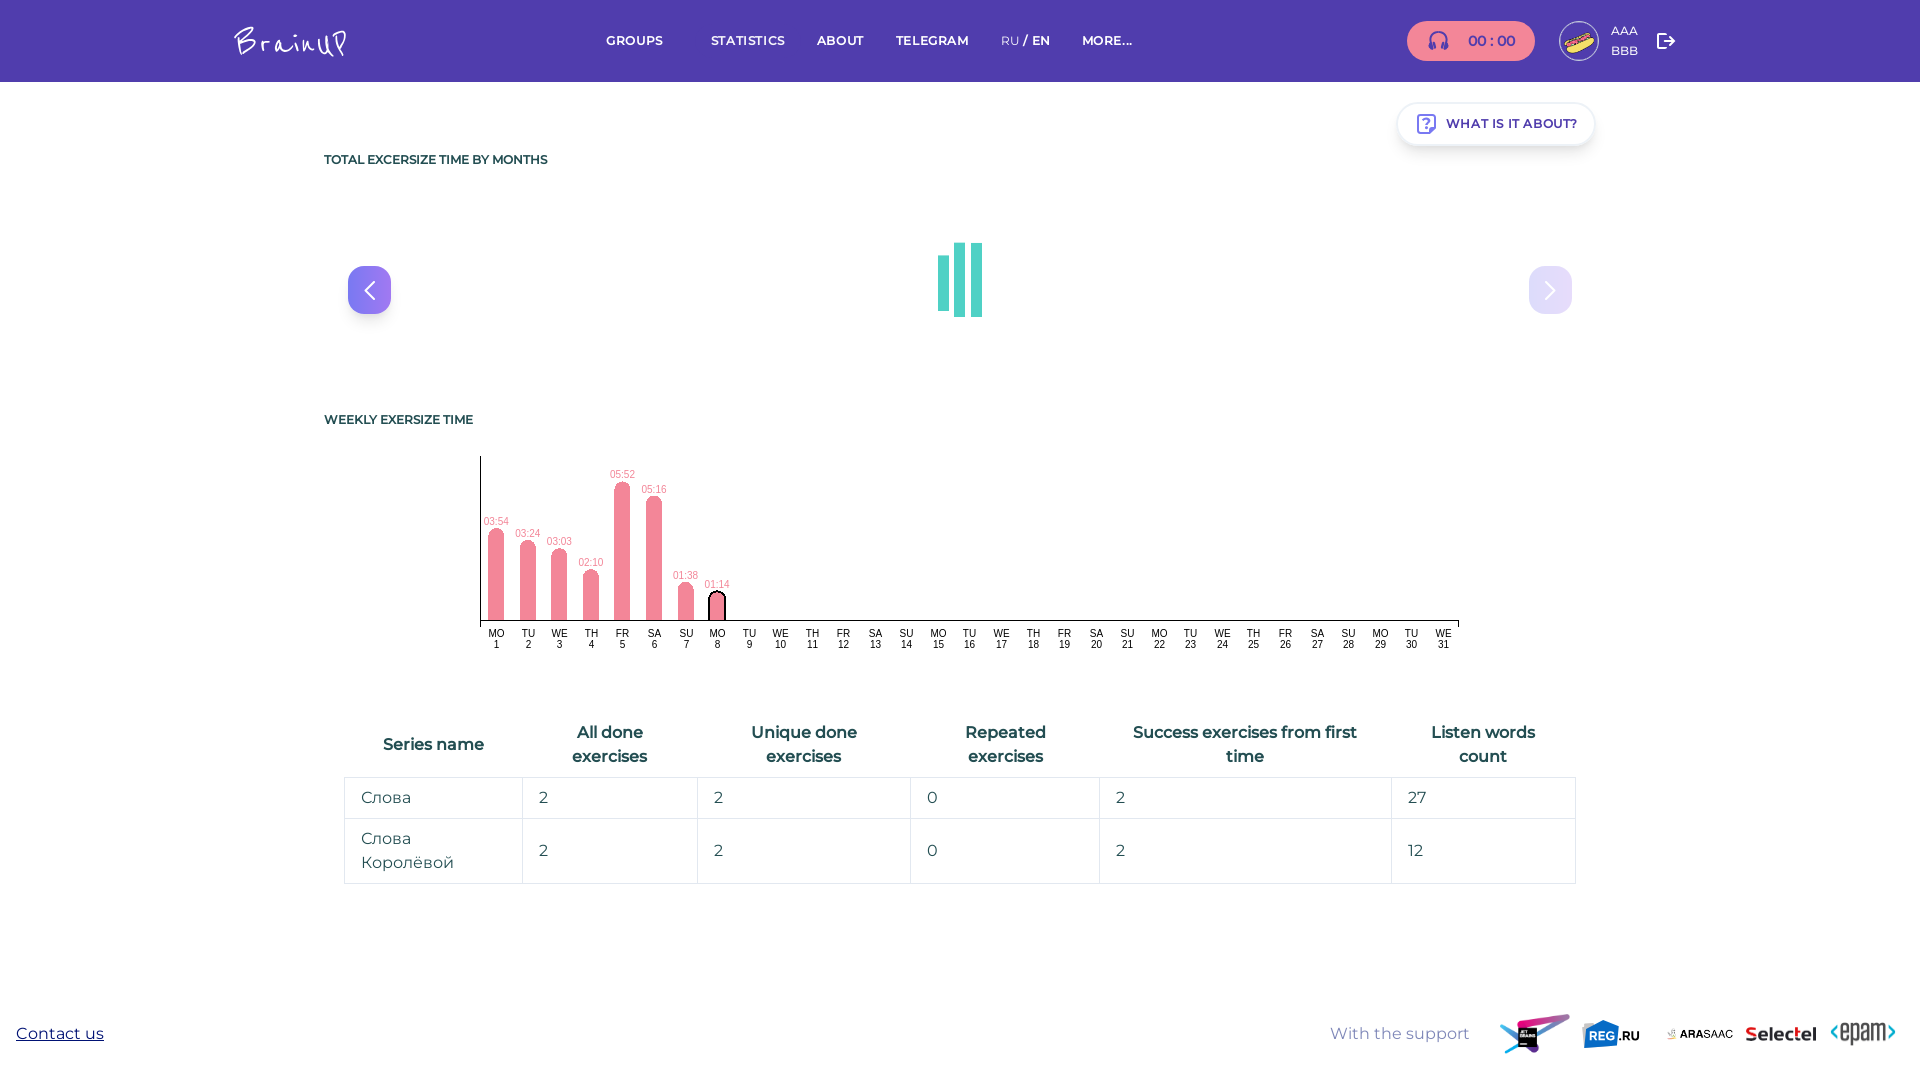 BrainUP
GROUPS
STATISTICS
ABOUT
TELEGRAM
RU / EN
MORE...
00 : 00
AAA
BBB
WHAT IS IT ABOUT?
TOTAL EXCERSIZE TIME BY MONTHS
WEEKLY EXERSIZE TIME
03:54 03:24 03:03 02:10 05:52 05:16 01:38 01:14
MO TU WE TH FR SA SU MO TU WE TH FR SA SU MO TU WE TH FR SA SU MO TU WE TH FR SA SU MO TU WE
1 2 3 4 5 6 7 8 9 10 11 12 13 14 15 16 17 18 19 20 21 22 23 24 25 26 27 28 29 30 31
Series name
All done
exercises
Unique done
exercises
Repeated
exercises
Success exercises from first
time
Listen words
count
Слова 2 2 0 2 27
Слова
Королёвой 2 2 0 2 12
Contact us
With the support
JET
BRAINS
REG.RU
ARASAAC
Selectel
<epam>